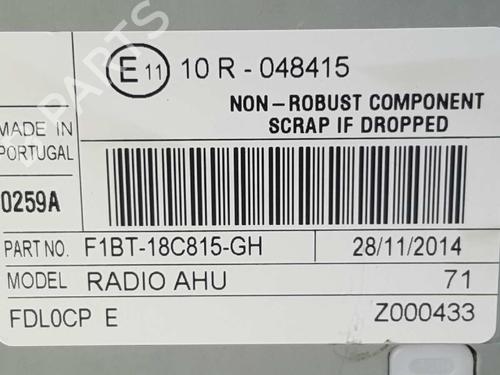 E 11 10 R - 048415
NON - ROBUST COMPONENT
SCRAP IF DROPPED
MADE IN
PORTUGAL
0259A
PART NO. F1BT-18C815-GH 28/11/2014
MODEL RADIO AHU 71
FDL0CP E Z000433
PARTS